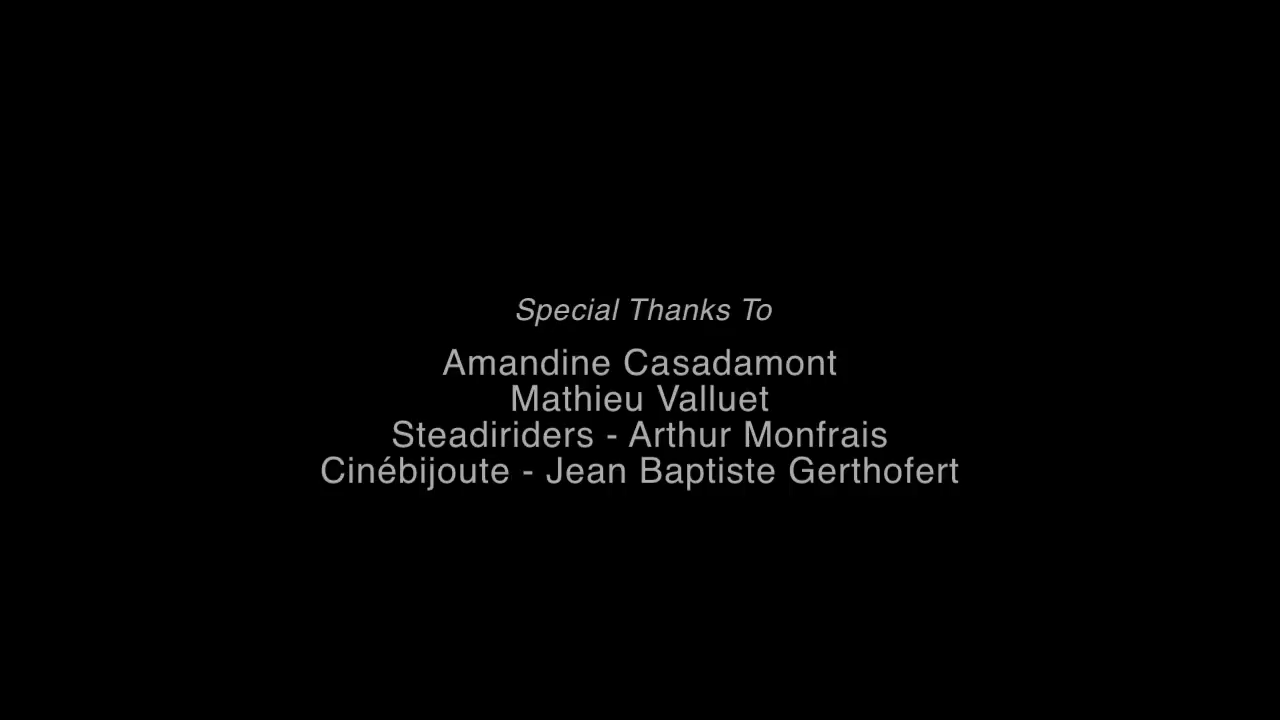 Special Thanks To
Amandine Casadamont
Mathieu Valluet
Steadiriders - Arthur Monfrais
Cinébijoute - Jean Baptiste Gerthofert